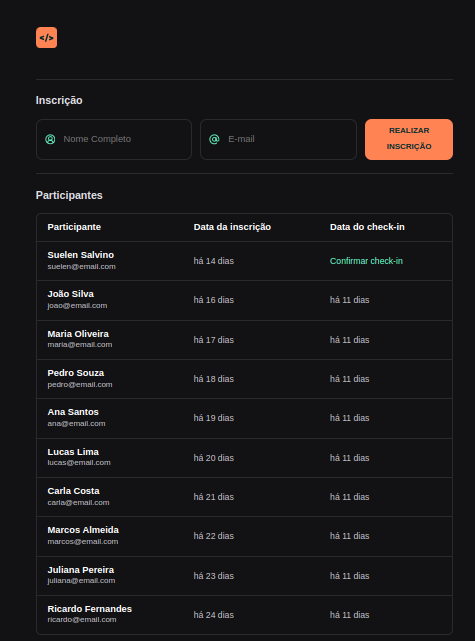 </>
Inscrição
Nome Completo
E-mail
REALIZAR
INSCRIÇÃO
Participantes
Participante Data da inscrição Data do check-in
Suelen Salvino
suelen@email.com
há 14 dias
Confirmar check-in
João Silva
joao@email.com
há 16 dias
há 11 dias
Maria Oliveira
maria@email.com
há 17 dias
há 11 dias
Pedro Souza
pedro@email.com
há 18 dias
há 11 dias
Ana Santos
ana@email.com
há 19 dias
há 11 dias
Lucas Lima
lucas@email.com
há 20 dias
há 11 dias
Carla Costa
carla@email.com
há 21 dias
há 11 dias
Marcos Almeida
marcos@email.com
há 22 dias
há 11 dias
Juliana Pereira
juliana@email.com
há 23 dias
há 11 dias
Ricardo Fernandes
ricardo@email.com
há 24 dias
há 11 dias